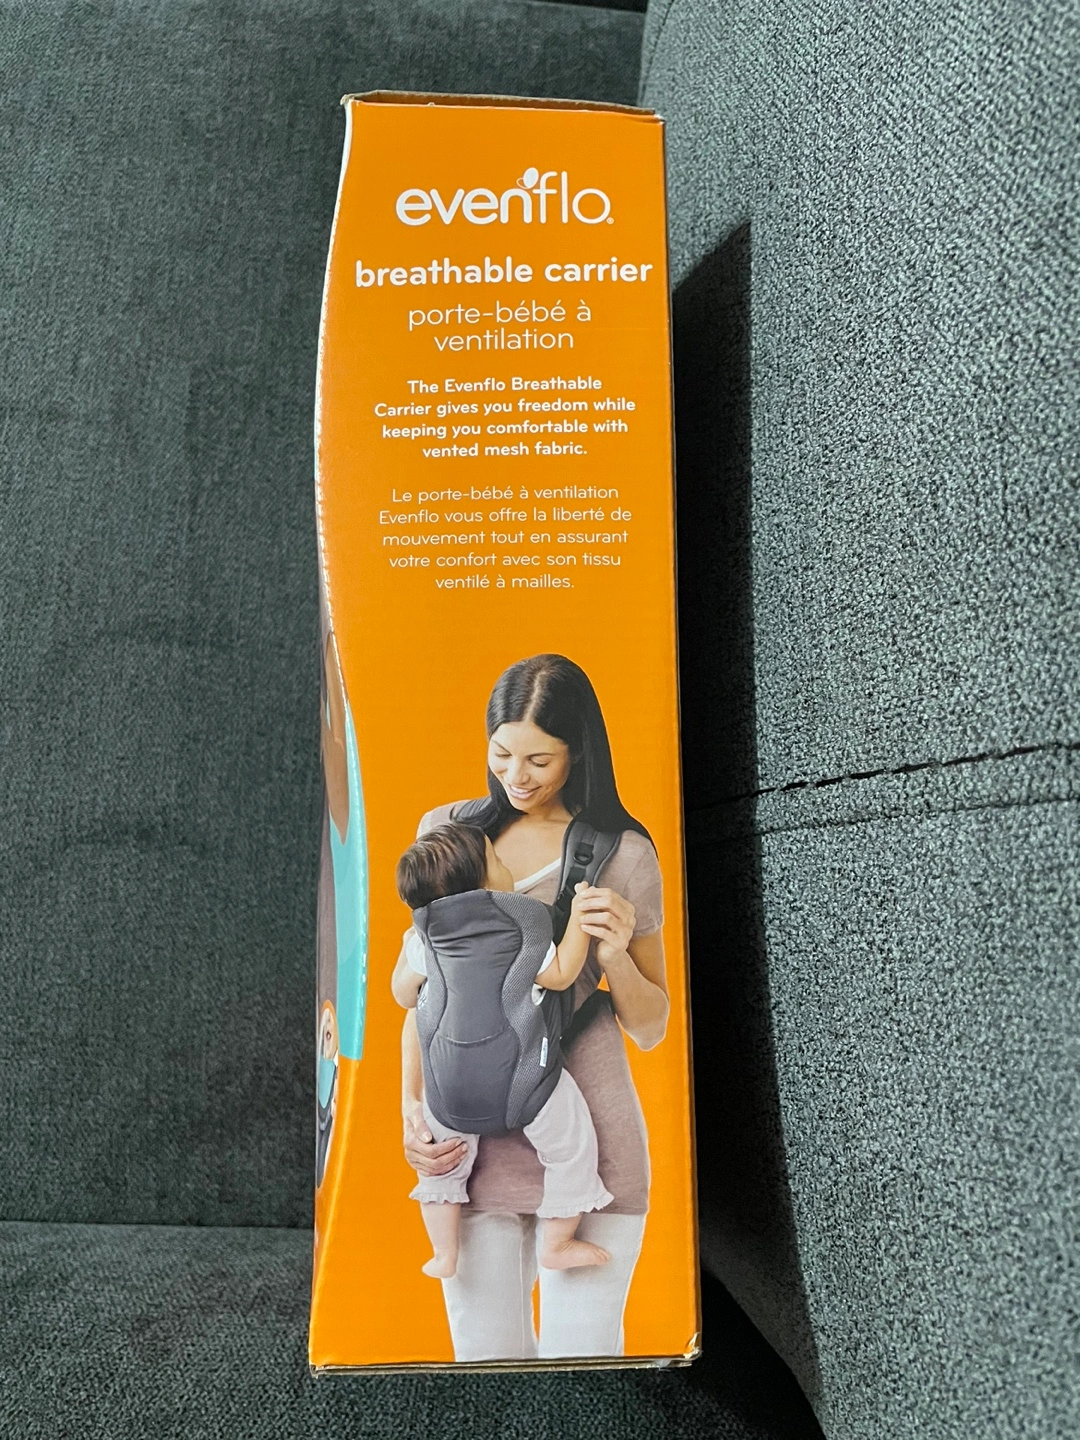 evenflo®
breathable carrier
porte-bébé à
ventilation
The Evenflo Breathable
Carrier gives you freedom while
keeping you comfortable with
vented mesh fabric.
Le porte-bébé à ventilation
Evenflo vous offre la liberté de
mouvement tout en assurant
votre confort avec son tissu
ventilé à mailles.